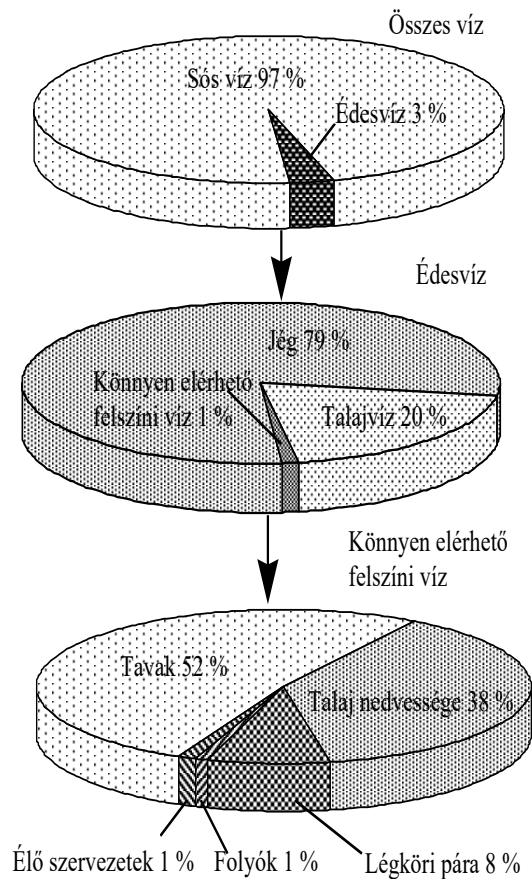 Összes víz
Sós víz 97 %
Édesvíz 3 %
Édesvíz
Jég 79 %
Könnyen elérhető
felszíni víz 1 %
Talajvíz 20 %
Könnyen elérhető
felszíni víz
Tavak 52 %
Talaj nedvessége 38 %
Élő szervezetek 1 %
Folyók 1 %
Légköri pára 8 %